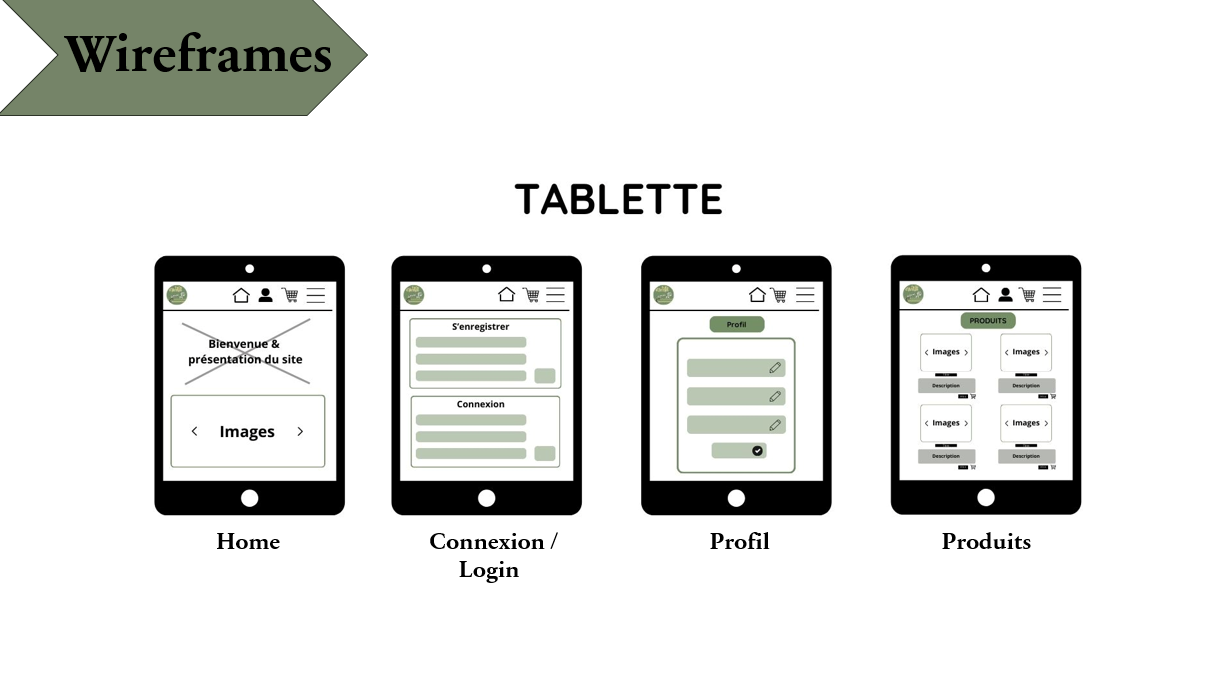 Wireframes
TABLETTE
Bienvenue &
présentation du site
Images
Home
S'enregistrer
Connexion
Connexion /
Login
Profil
Profil
PRODUITS
Images
Images
Description
Description
Images
Images
Description
Description
Produits